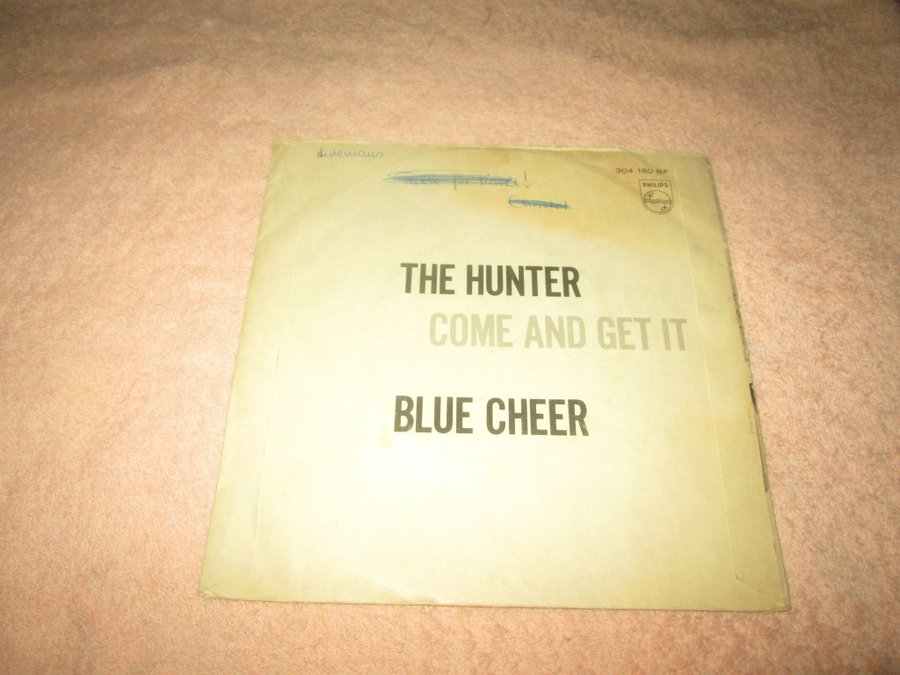 304 180 BF
PHILIPS
THE HUNTER
COME AND GET IT
BLUE CHEER